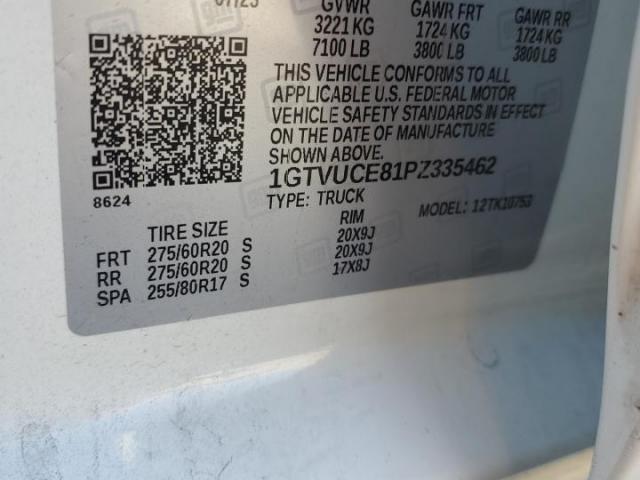 07/23
GVWR GAWR FRT GAWR RR
3221 KG 1724 KG 1724 KG
7100 LB 3800 LB 3800 LB
THIS VEHICLE CONFORMS TO ALL
APPLICABLE U.S. FEDERAL MOTOR
VEHICLE SAFETY STANDARDS IN EFFECT
ON THE DATE OF MANUFACTURE
SHOWN ABOVE.
1GTVUCE81PZ335462
8624
TYPE: TRUCK MODEL: 12TK10753
TIRE SIZE RIM
FRT 275/60R20 S 20X9J
RR 275/60R20 S 20X9J
SPA 255/80R17 S 17X8J